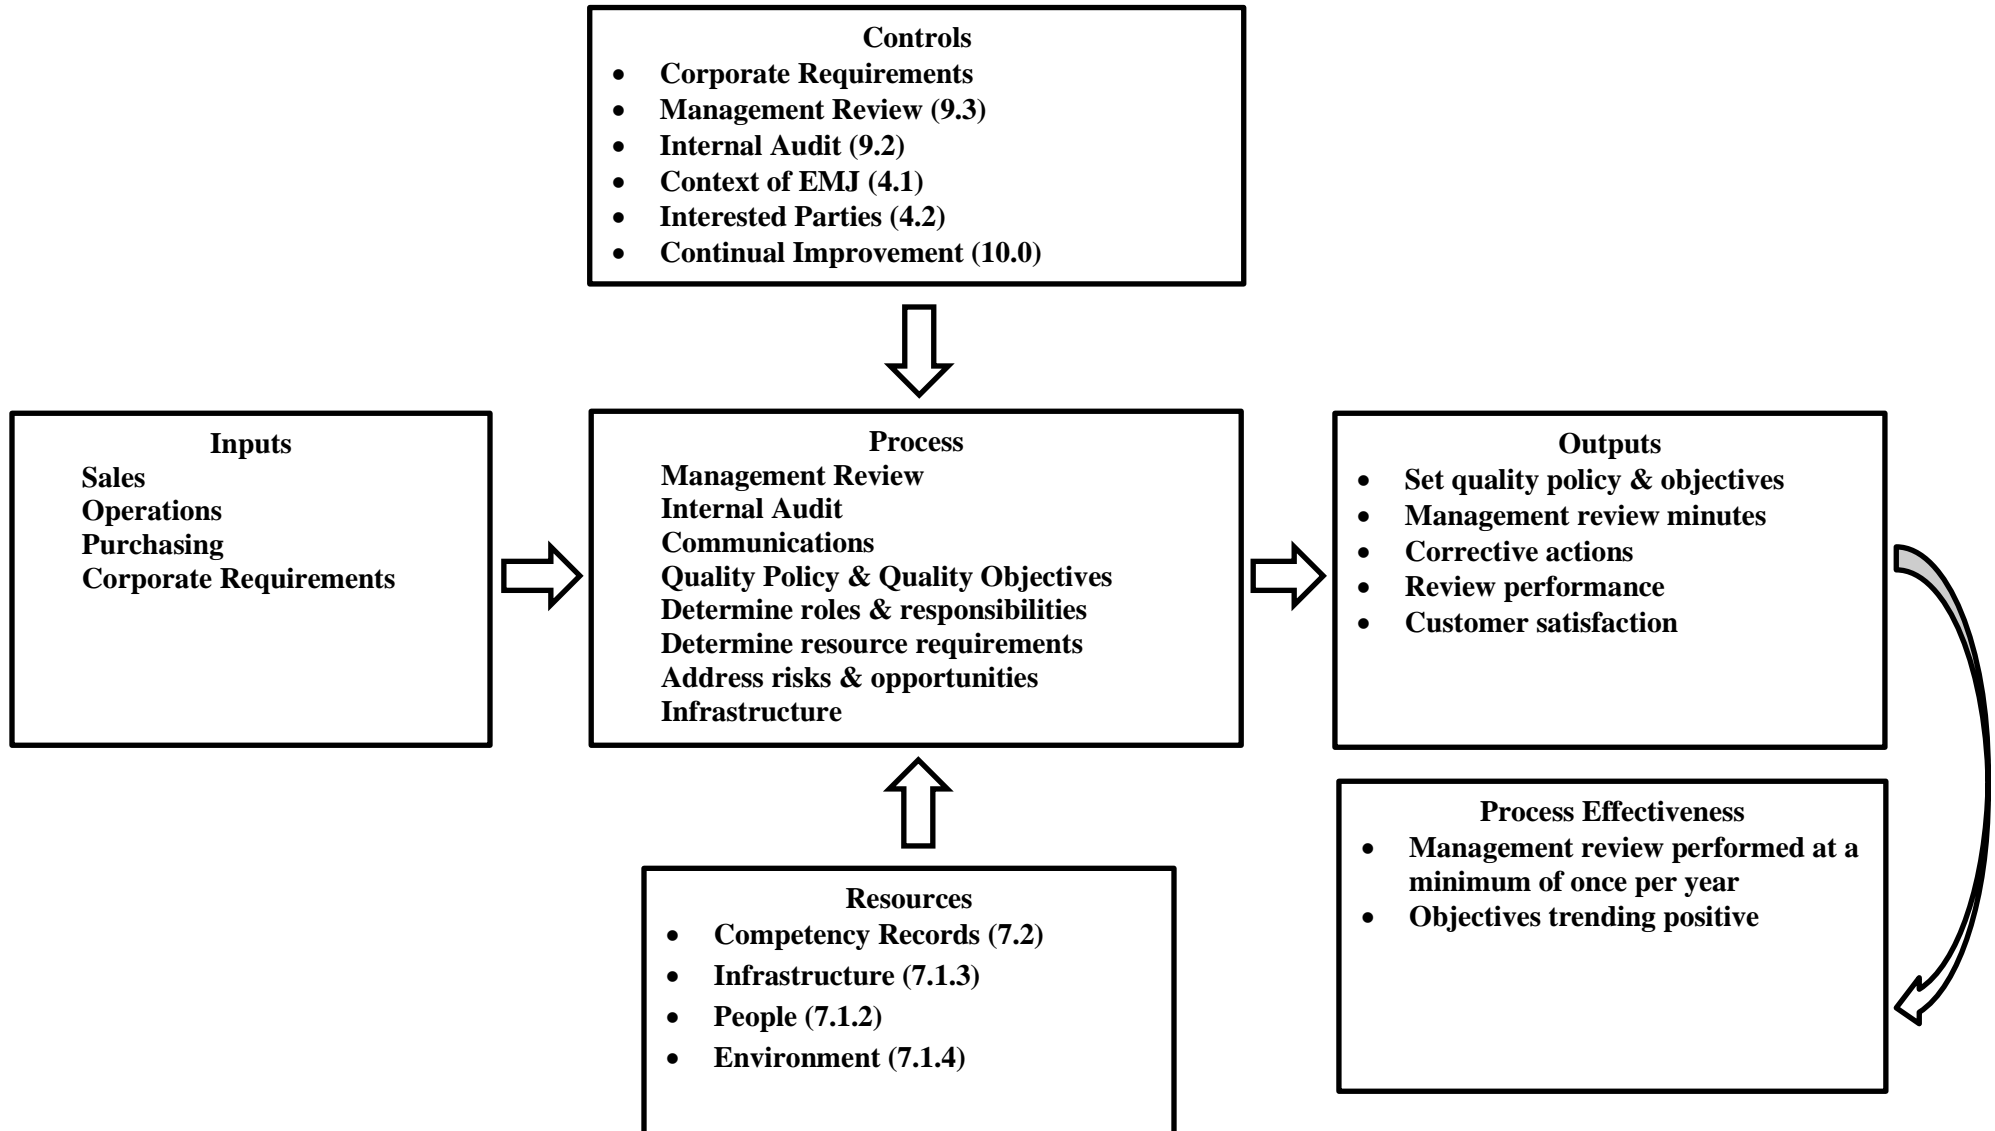 Controls
• Corporate Requirements
• Management Review (9.3)
• Internal Audit (9.2)
• Context of EMJ (4.1)
• Interested Parties (4.2)
• Continual Improvement (10.0)
Inputs
Sales
Operations
Purchasing
Corporate Requirements
Process
Management Review
Internal Audit
Communications
Quality Policy & Quality Objectives
Determine roles & responsibilities
Determine resource requirements
Address risks & opportunities
Infrastructure
Outputs
• Set quality policy & objectives
• Management review minutes
• Corrective actions
• Review performance
• Customer satisfaction
Process Effectiveness
• Management review performed at a
minimum of once per year
• Objectives trending positive
Resources
• Competency Records (7.2)
• Infrastructure (7.1.3)
• People (7.1.2)
• Environment (7.1.4)